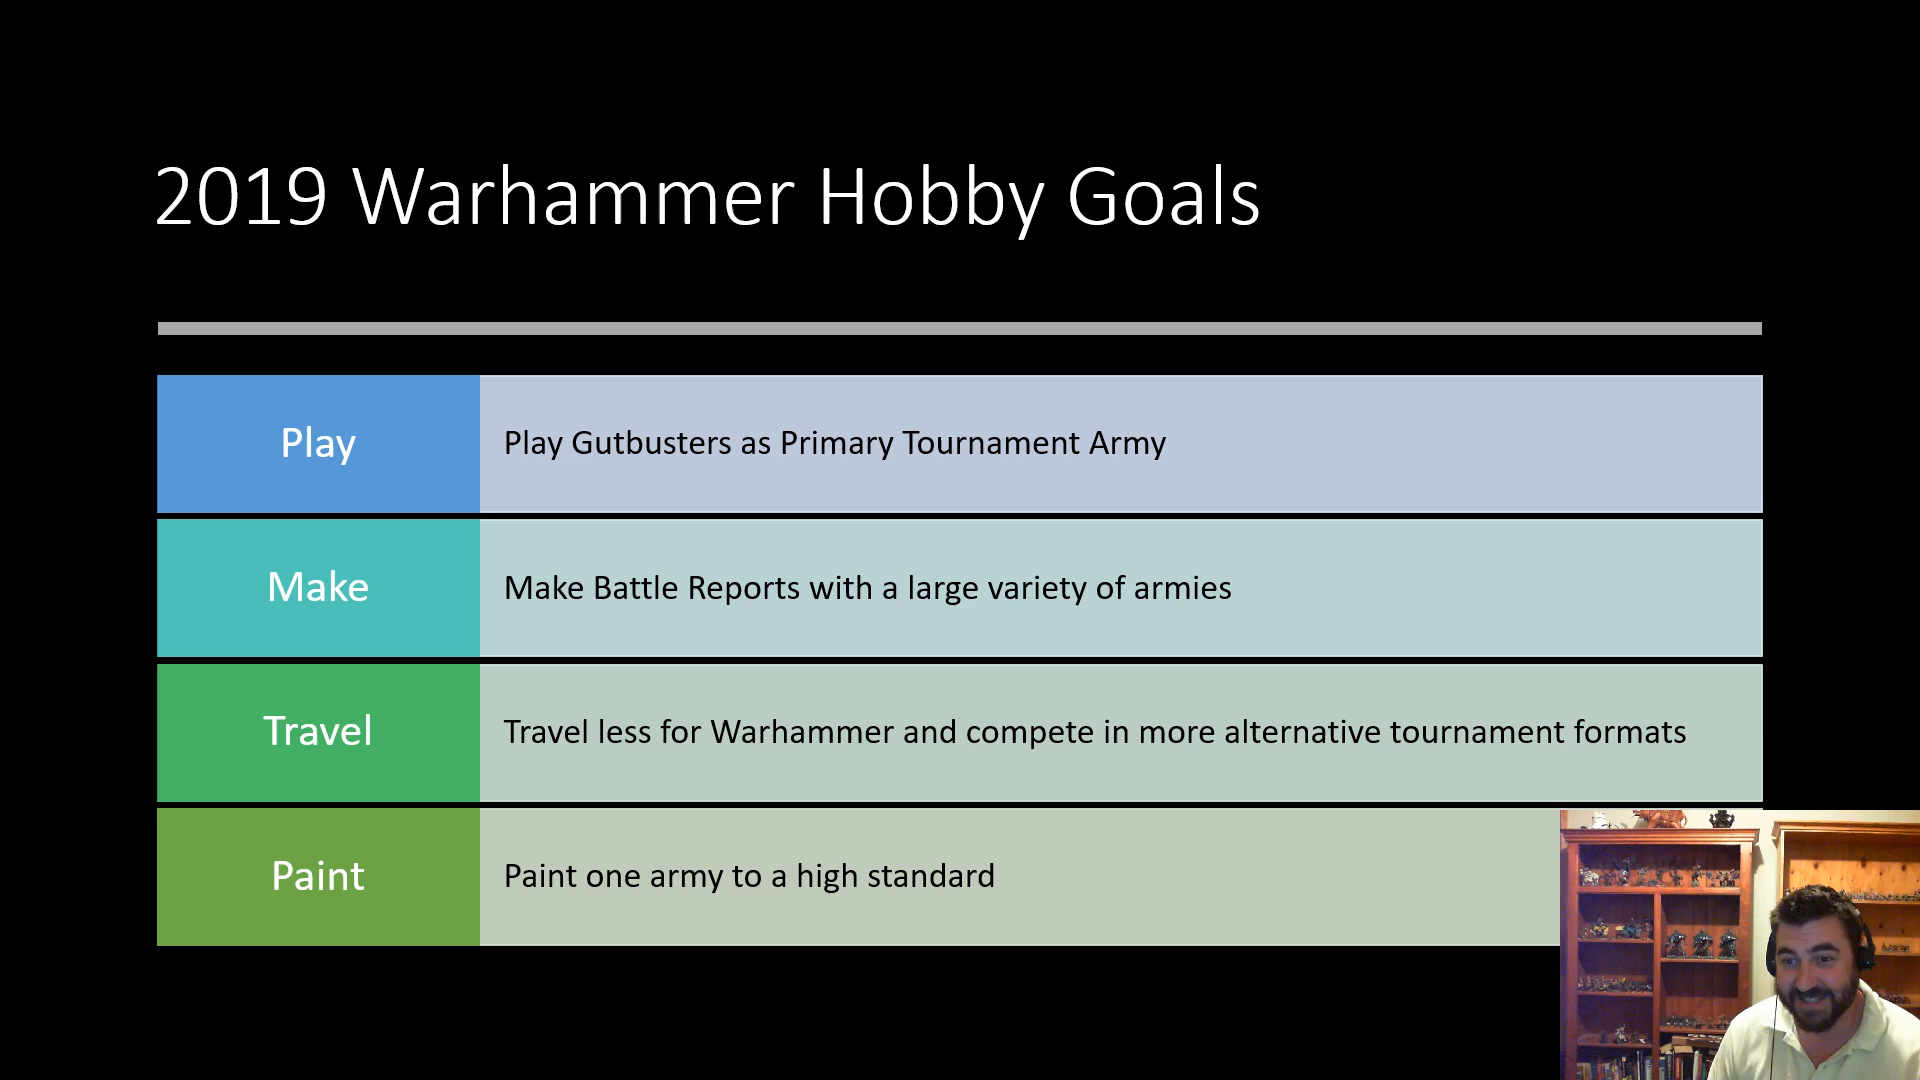 2019 Warhammer Hobby Goals
Play
Play Gutbusters as Primary Tournament Army
Make
Make Battle Reports with a large variety of armies
Travel
Travel less for Warhammer and compete in more alternative tournament formats
Paint
Paint one army to a high standard